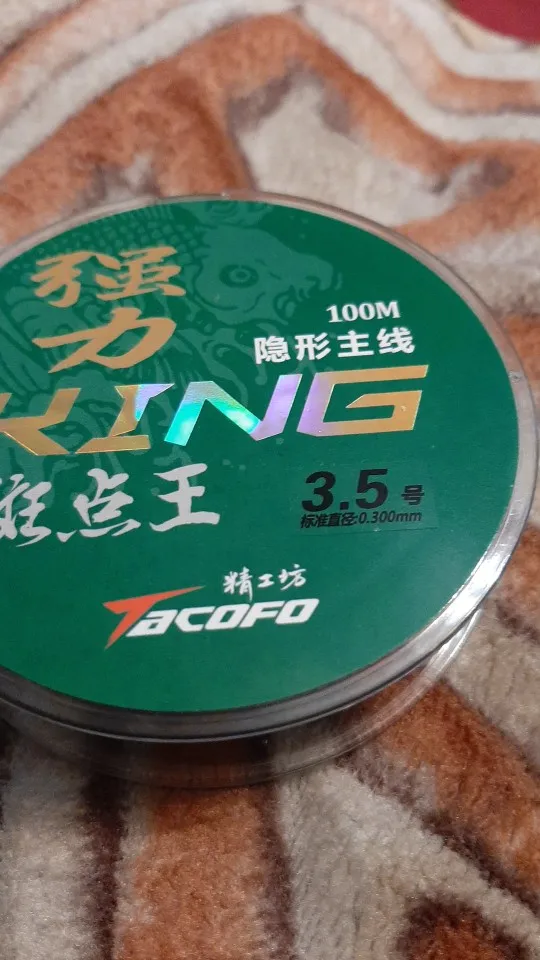 强
力
100M
隐形主线
KING
点王
3.5号
标准直径:0.300mm
精工坊
TACOFO